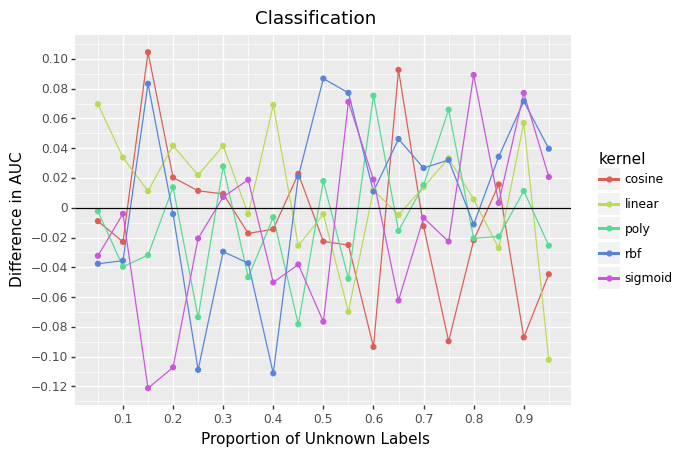 Classification
0.10
0.08
0.06
0.04
0.02
0
−0.02
−0.04
−0.06
−0.08
−0.10
−0.12
Difference in AUC
0.1 0.2 0.3 0.4 0.5 0.6 0.7 0.8 0.9
Proportion of Unknown Labels
kernel
cosine
linear
poly
rbf
sigmoid